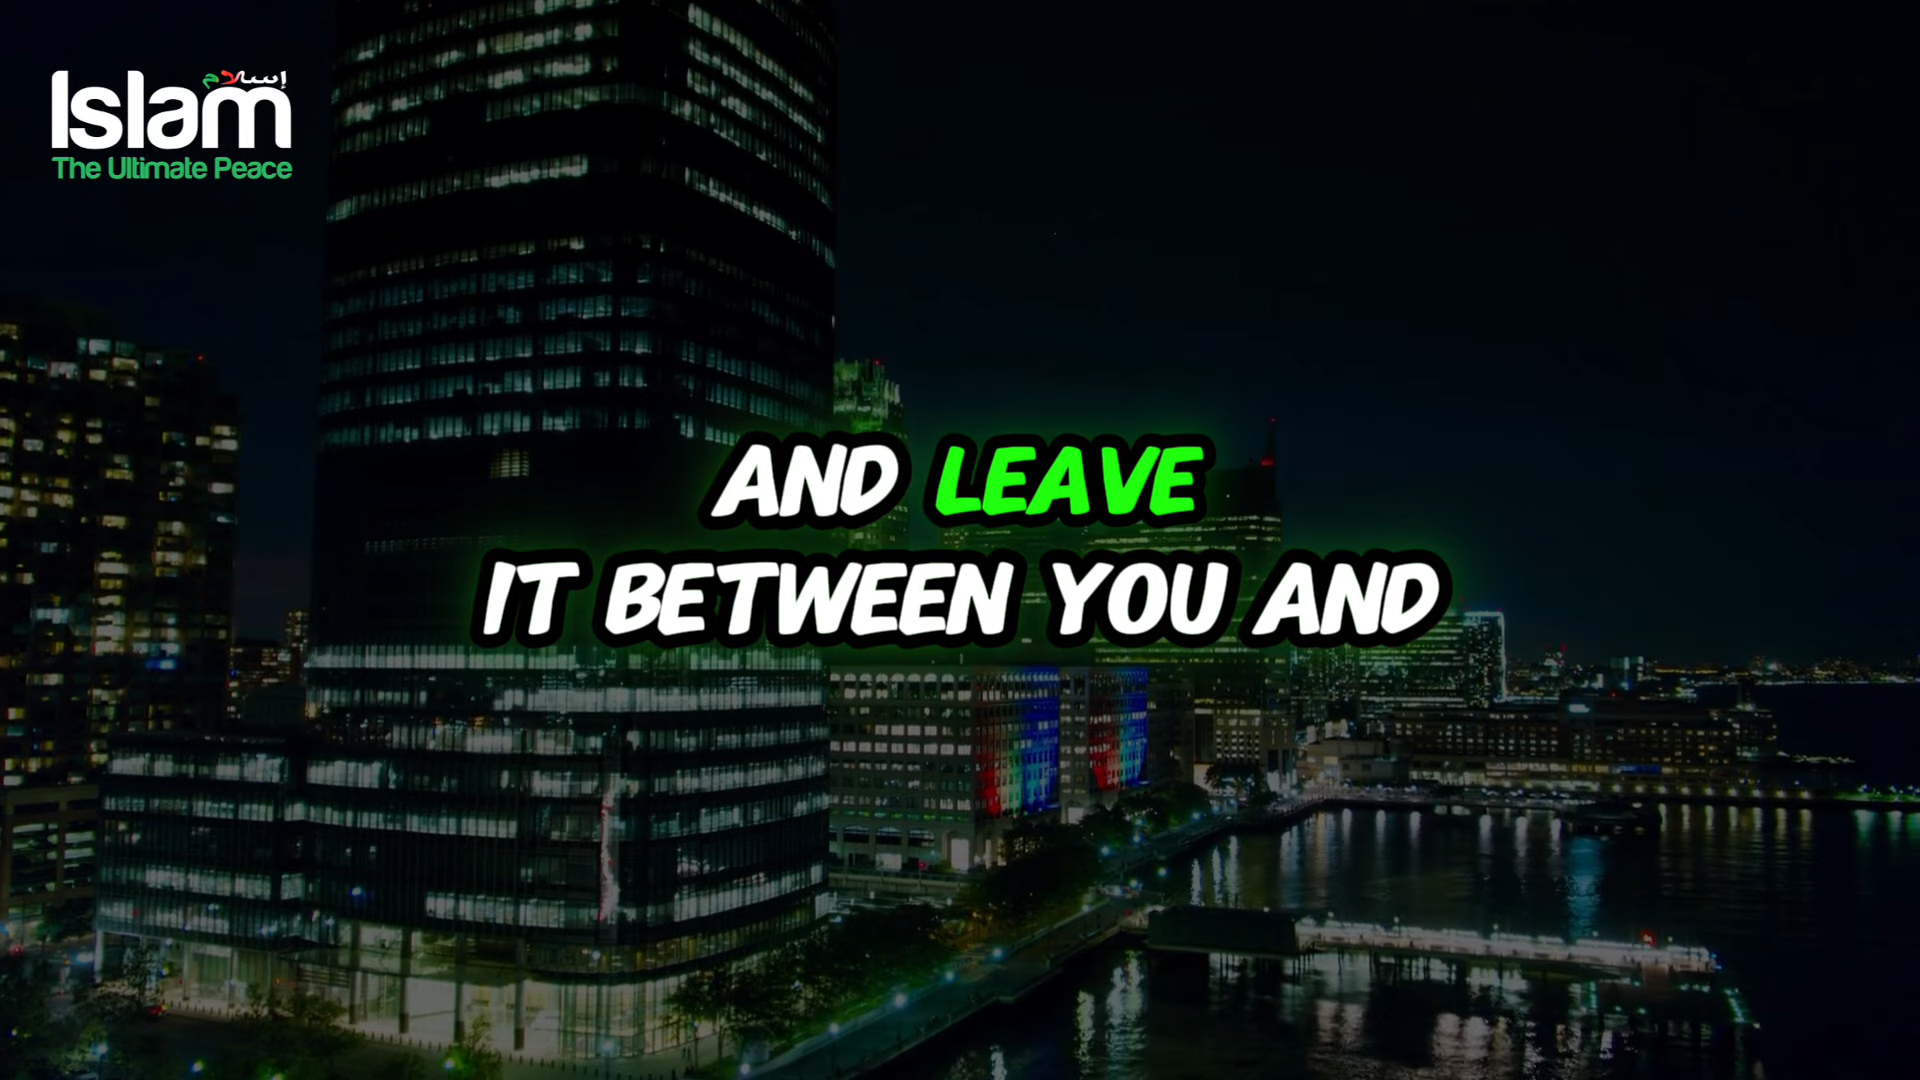 إسلام
Islam
The Ultimate Peace
AND LEAVE
IT BETWEEN YOU AND